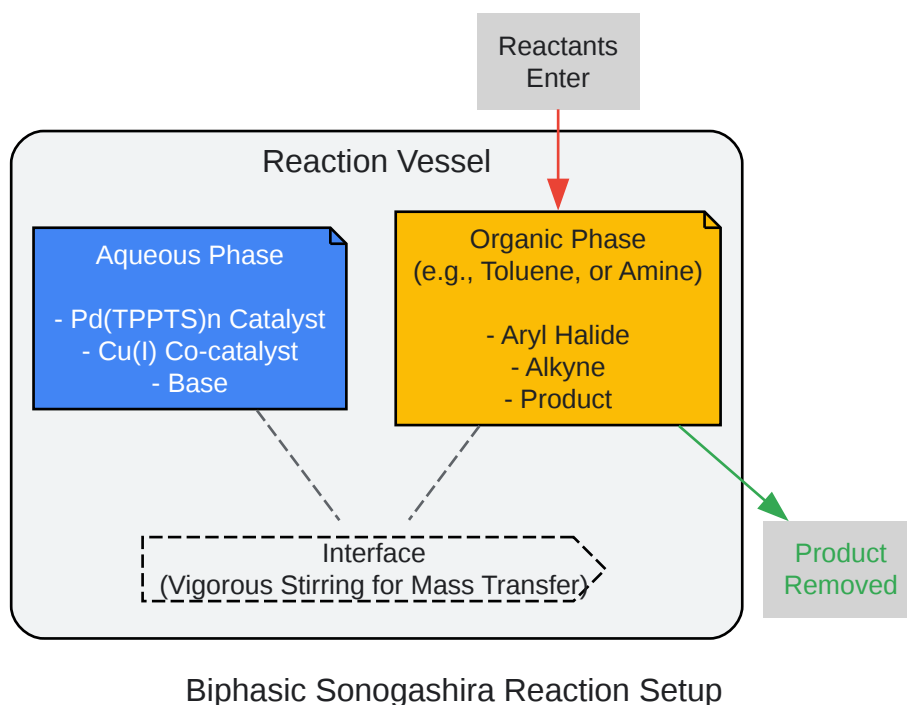 Reactants
Enter
Reaction Vessel
Aqueous Phase
- Pd(TPPTS)n Catalyst
- Cu(I) Co-catalyst
- Base
Organic Phase
(e.g., Toluene, or Amine)
- Aryl Halide
- Alkyne
- Product
Interface
(Vigorous Stirring for Mass Transfer)
Product
Removed
Biphasic Sonogashira Reaction Setup